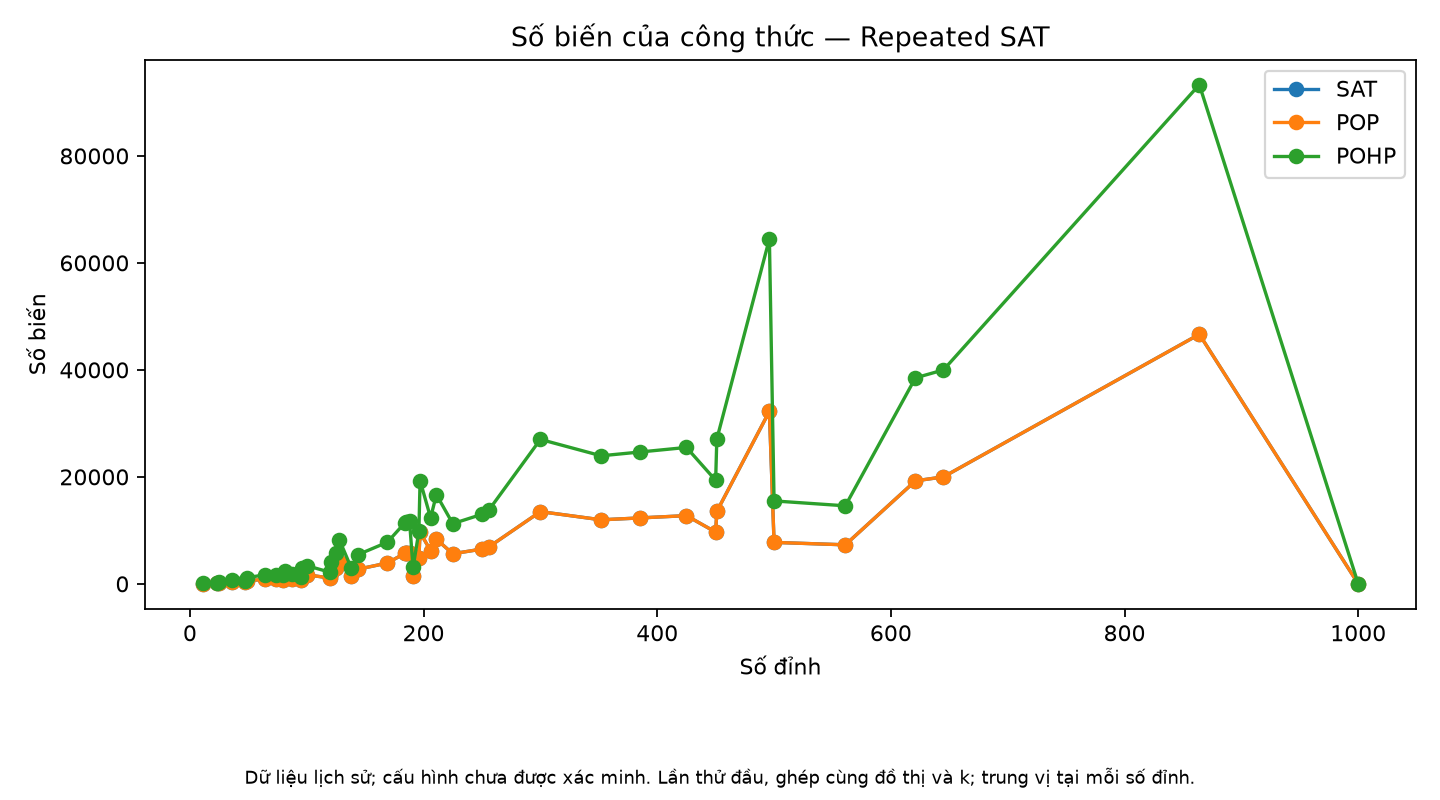 Số biến của công thức — Repeated SAT
SAT
POP
POHP
Số biến
80000
60000
40000
20000
0
0 200 400 600 800 1000
Số đỉnh
Dữ liệu lịch sử; cấu hình chưa được xác minh. Lần thử đầu, ghép cùng đồ thị và k; trung vị tại mỗi số đỉnh.